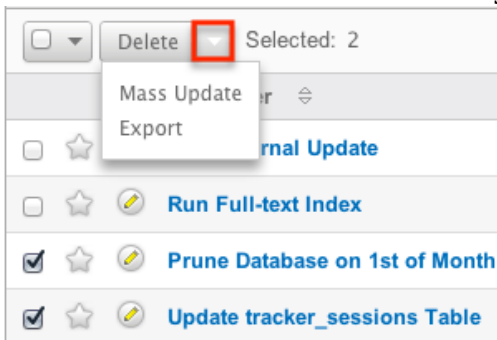 Delete Selected: 2
Mass Update
er
Export
rnal Update
Run Full-text Index
Prune Database on 1st of Month
Update tracker_sessions Table